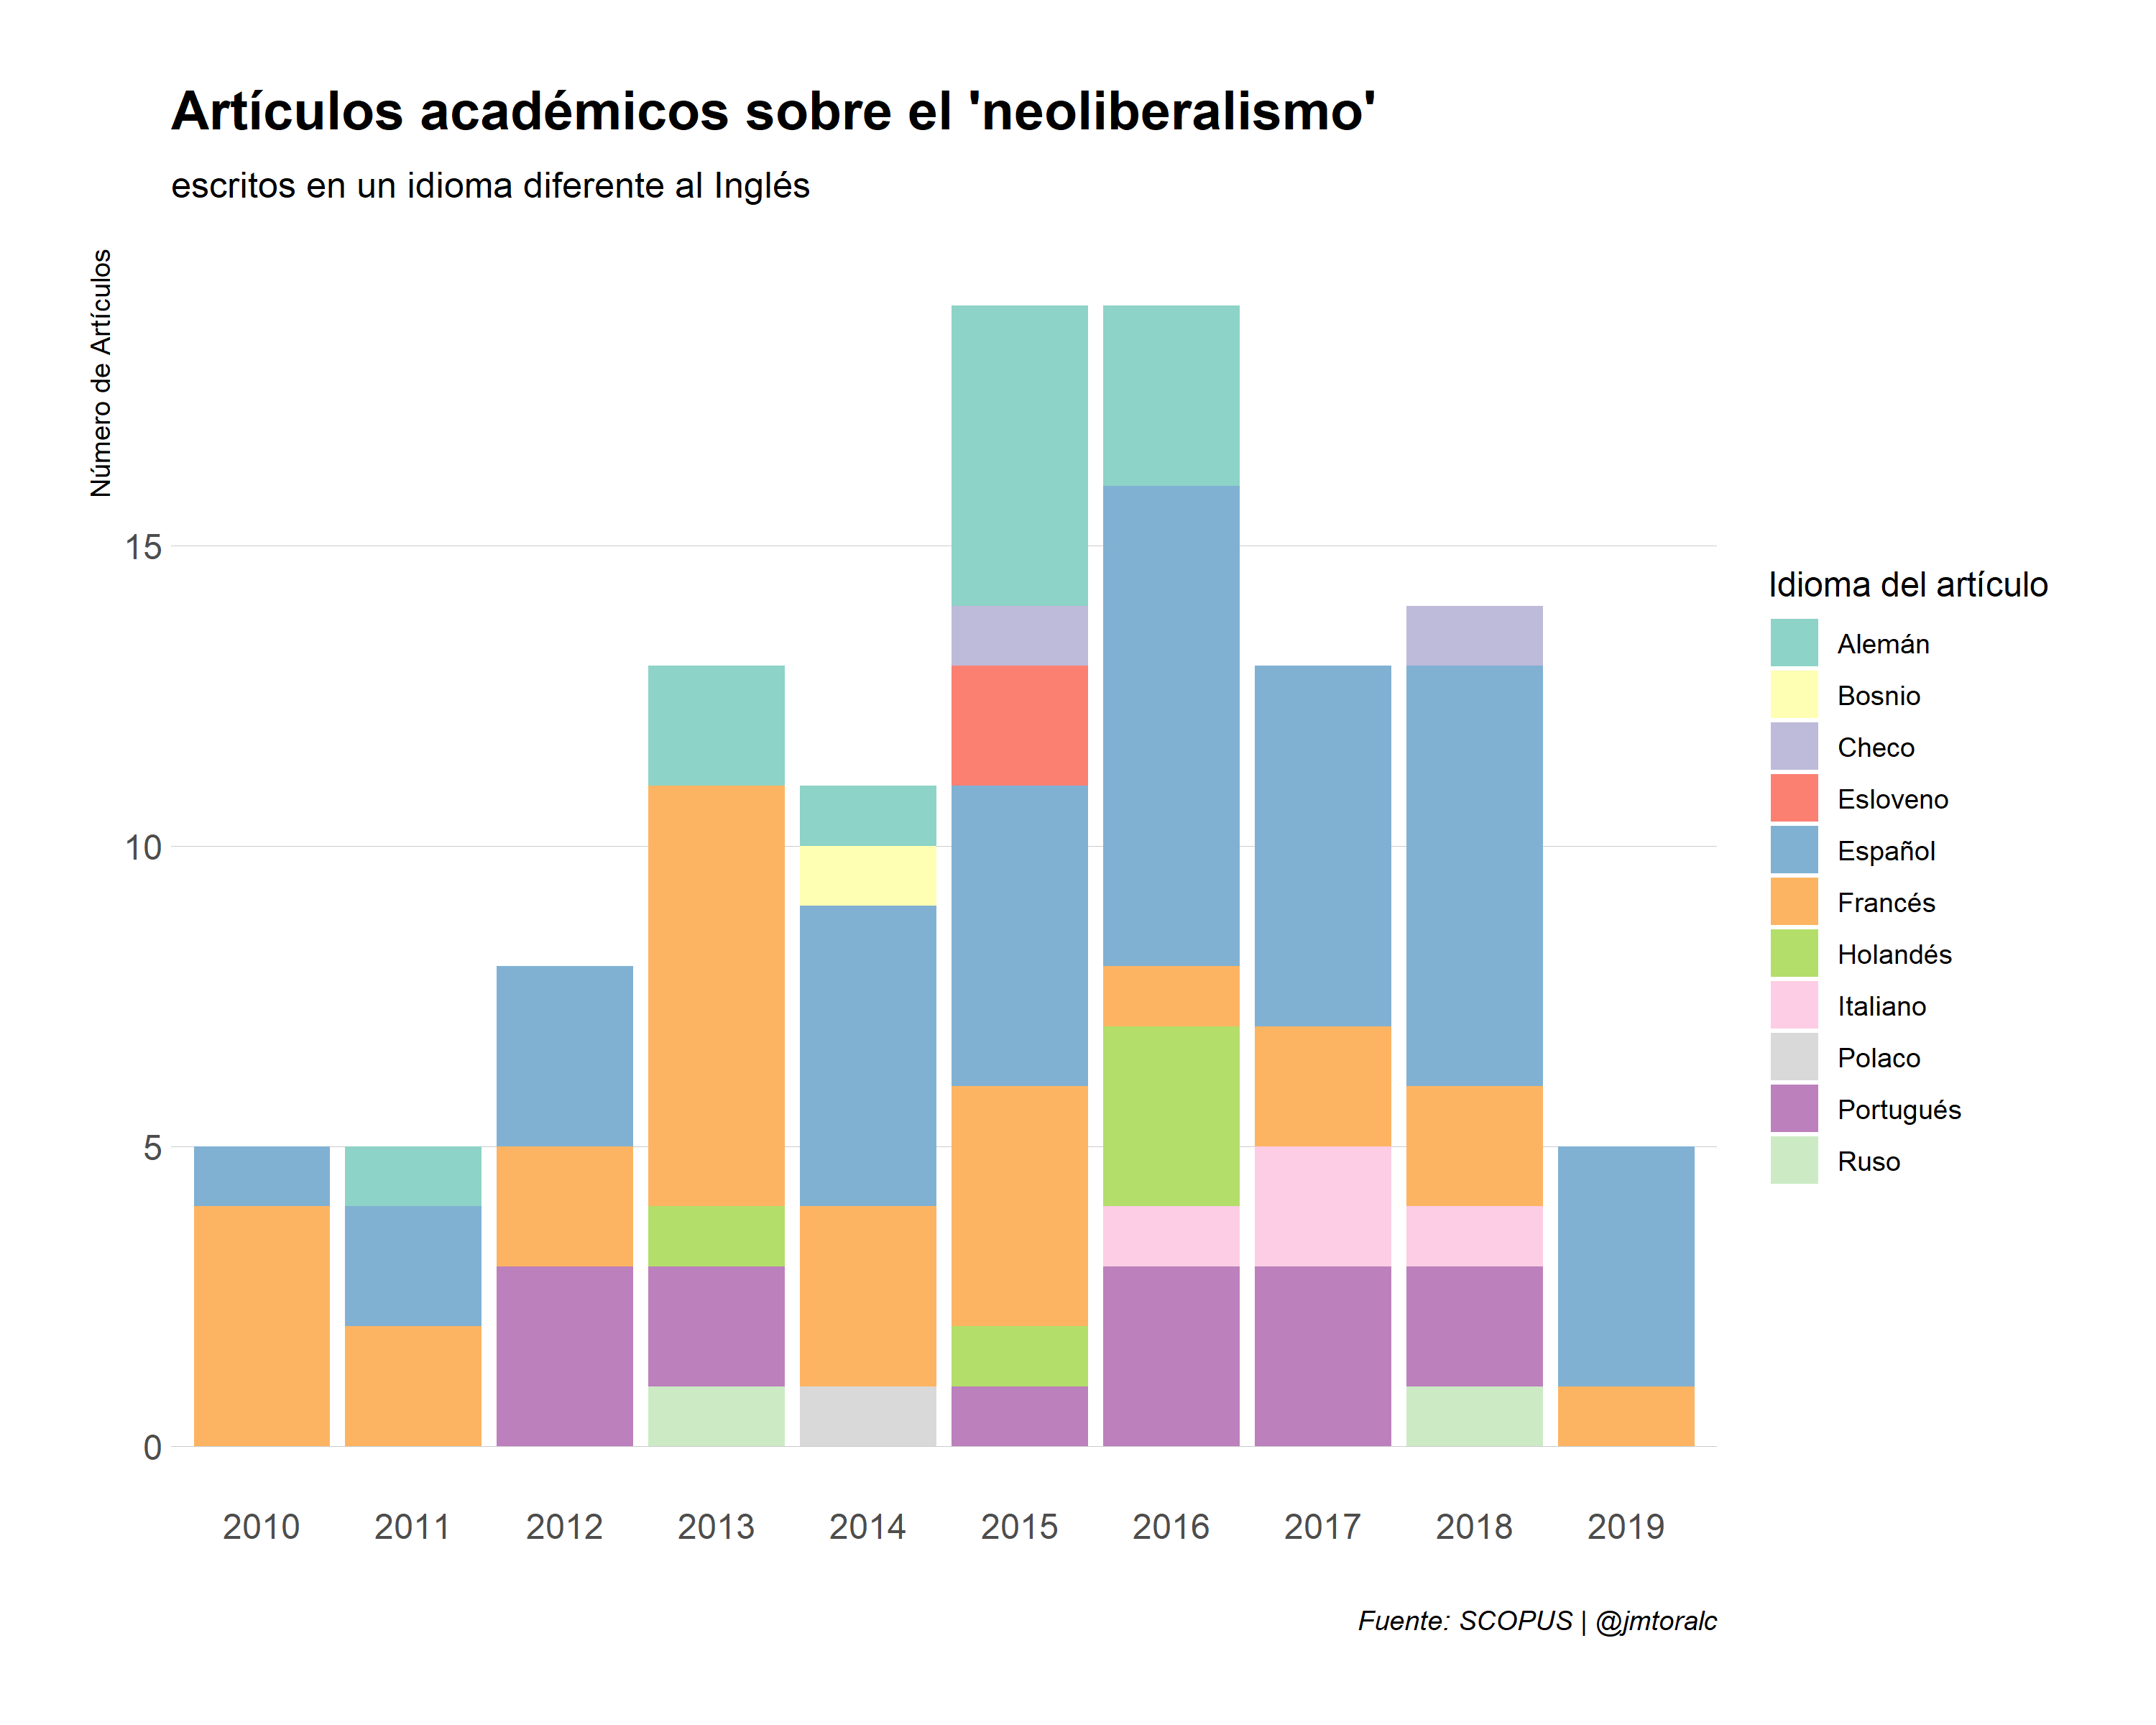 Artículos académicos sobre el 'neoliberalismo'
escritos en un idioma diferente al Inglés
Número de Artículos
15
10
5
0
2010 2011 2012 2013 2014 2015 2016 2017 2018 2019
Idioma del artículo
Alemán
Bosnio
Checo
Esloveno
Español
Francés
Holandés
Italiano
Polaco
Portugués
Ruso
Fuente: SCOPUS | @jmtoralc